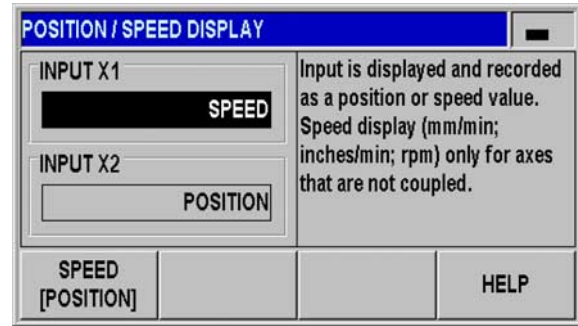 POSITION / SPEED DISPLAY
INPUT X1
SPEED
INPUT X2
POSITION
Input is displayed and recorded
as a position or speed value.
Speed display (mm/min;
inches/min; rpm) only for axes
that are not coupled.
SPEED
[POSITION]
HELP